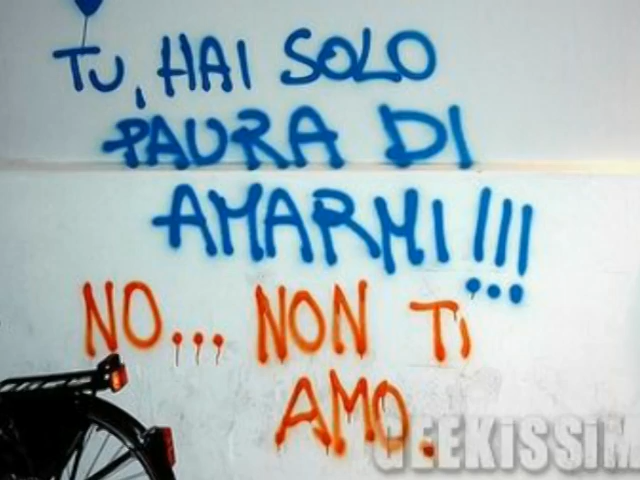 TU, HAI SOLO
PAURA DI
AMARMI!!!
NO... NON TI
AMO.
GEEKISSIM